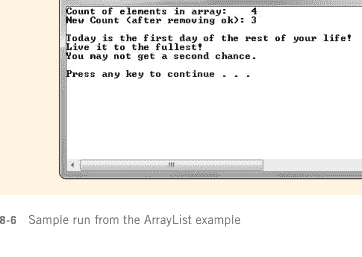 Count of elements in array:    4
New Count (after removing ok): 3
Today is the first day of the rest of your life!
Live it to the fullest!
You may not get a second chance.
Press any key to continue . . .
8-6 Sample run from the ArrayList example